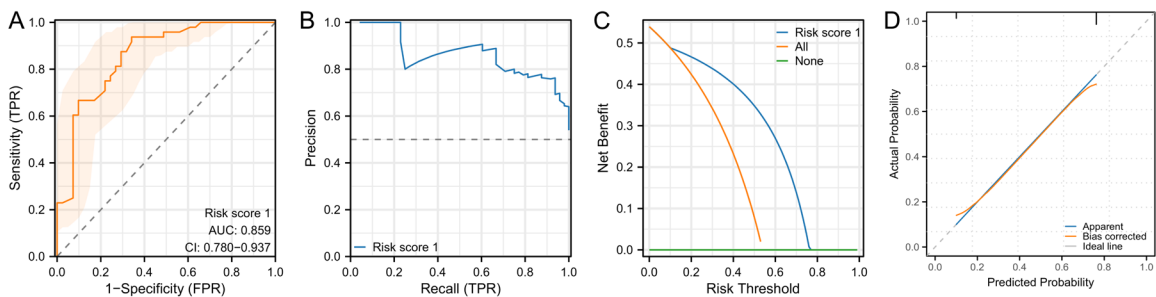 A
Sensitivity (TPR)
1.0
0.8
0.6
0.4
0.2
0.0
Risk score 1
AUC: 0.859
CI: 0.780−0.937
0.0 0.2 0.4 0.6 0.8 1.0
1−Specificity (FPR)
B
Precision
1.0
0.8
0.6
0.4
0.2
0.0
Risk score 1
0.0 0.2 0.4 0.6 0.8 1.0
Recall (TPR)
C
Net Benefit
0.5
0.4
0.3
0.2
0.1
0.0
Risk score 1
All
None
0.0 0.2 0.4 0.6 0.8 1.0
Risk Threshold
D
Actual Probability
1.0
0.8
0.6
0.4
0.2
0.0
Apparent
Bias corrected
Ideal line
0.0 0.2 0.4 0.6 0.8 1.0
Predicted Probability